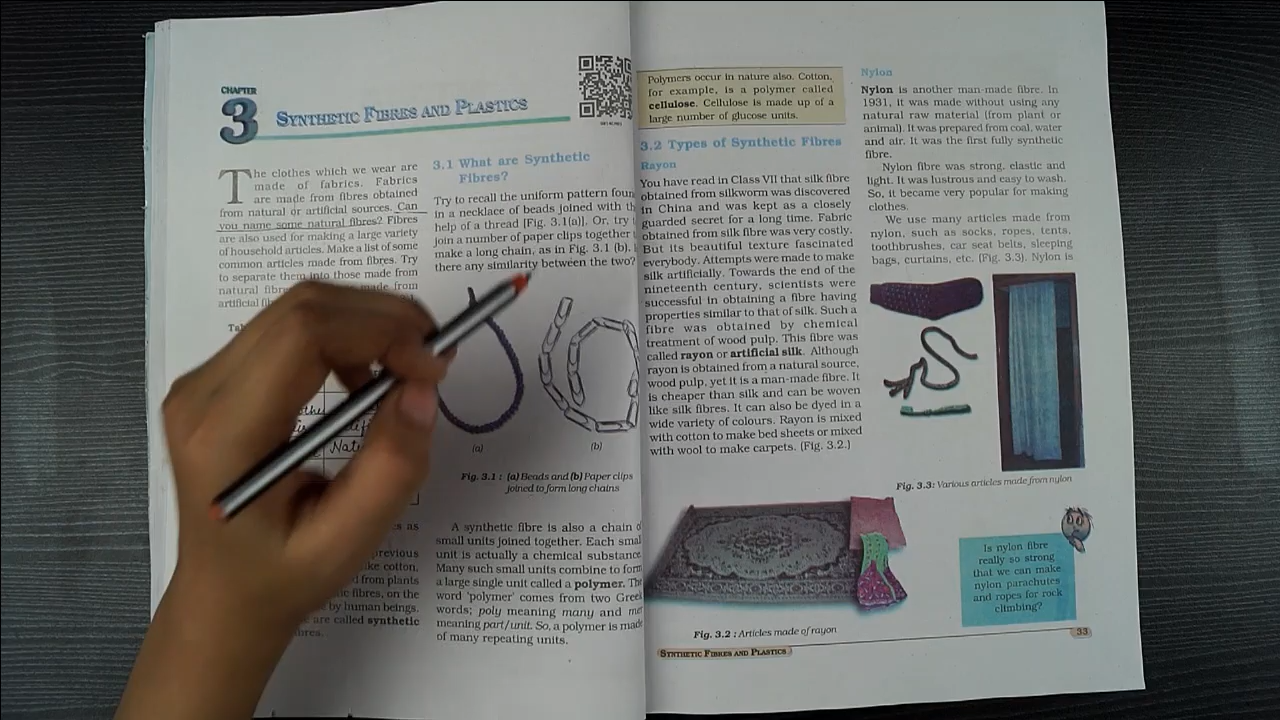 CHAPTER
3
SYNTHETIC FIBRES AND PLASTICS
The clothes which we wear are
made of fabrics. Fabrics
are made from fibres obtained
from natural or artificial sources. Can
you name some natural fibres? Fibres
are also used for making a large variety
of household articles. Make a list of some
common articles made from fibres. Try
to separate them into those made from
natural made from
artificial
as
previous
cotton,
from plants
fibres, on the
by human beings.
are called synthetic
3.1 What are Synthetic
Fibres?
Try to recall the uniform pattern
in a necklace of beads joined with
help of a thread [Fig. 3.1(a)]. Or, try
join a number of paper clips together
make a long chain, as in Fig. 3.1 (b).
there any similarity between the two?
(a)
(b)
Fig. 3.1 : (a) Beads and (b) Paper clips
joined to form long chains
A synthetic fibre is also a chain
small units joined together. Each
unit is actually a chemical substance.
Many such small units combine to form
a large single unit called a polymer.
word 'polymer' comes from two
words; poly meaning many and
meaning part/unit. So, a polymer is made
of many repeating units.
Polymers occur in nature also. Cotton,
for example, is a polymer called
cellulose. Cellulose is made up of a
large number of glucose units.
3.2 Types of Synthetic Fibres
Rayon
You have read in Class VII that silk fibre
obtained from silkworm was discovered
in China and was kept as a closely
guarded secret for a long time. Fabric
obtained from silk fibre was very costly.
But its beautiful texture fascinated
everybody. Attempts were made to make
silk artificially. Towards the end of the
nineteenth century, scientists were
successful in obtaining a fibre having
properties similar to that of silk. Such a
fibre was obtained by chemical
treatment of wood pulp. This fibre was
called rayon or artificial silk. Although
rayon is obtained from a natural source,
wood pulp, yet it is a man-made fibre. It
is cheaper than silk and can be woven
like silk fibres. It can also be dyed in a
wide variety of colours. Rayon is mixed
with cotton to make bed sheets or mixed
with wool to make carpets. (Fig. 3.2.)
Fig. 3.2 : Articles made of rayon
SYNTHETIC FIBRES AND PLASTICS
Nylon
Nylon is another man-made fibre. In
1931, it was made without using any
natural raw material (from plant or
animal). It was prepared from coal, water
and air. It was the first fully synthetic
fibre.
Nylon fibre was strong, elastic and
light. It was lustrous and easy to wash.
So, it became very popular for making
clothes.
We use many articles made from
nylon, such as socks, ropes, tents,
toothbrushes, car seat belts, sleeping
bags, curtains, etc. (Fig. 3.3). Nylon is
Fig. 3.3: Various articles made from nylon
Is nylon fibre
really so strong
that we can make
nylon parachutes
and ropes for rock
climbing?
33